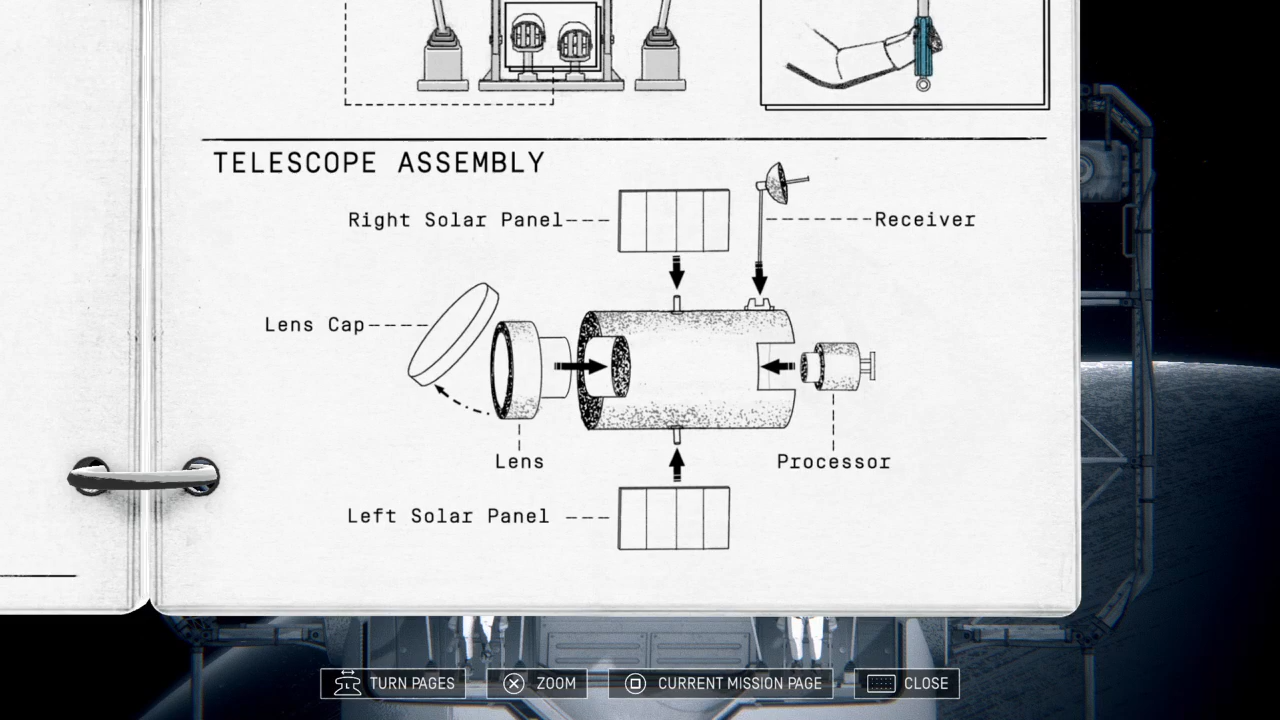 TELESCOPE ASSEMBLY
Right Solar Panel
Receiver
Lens Cap
Lens
Processor
Left Solar Panel
L TURN PAGES
ZOOM
CURRENT MISSION PAGE
CLOSE